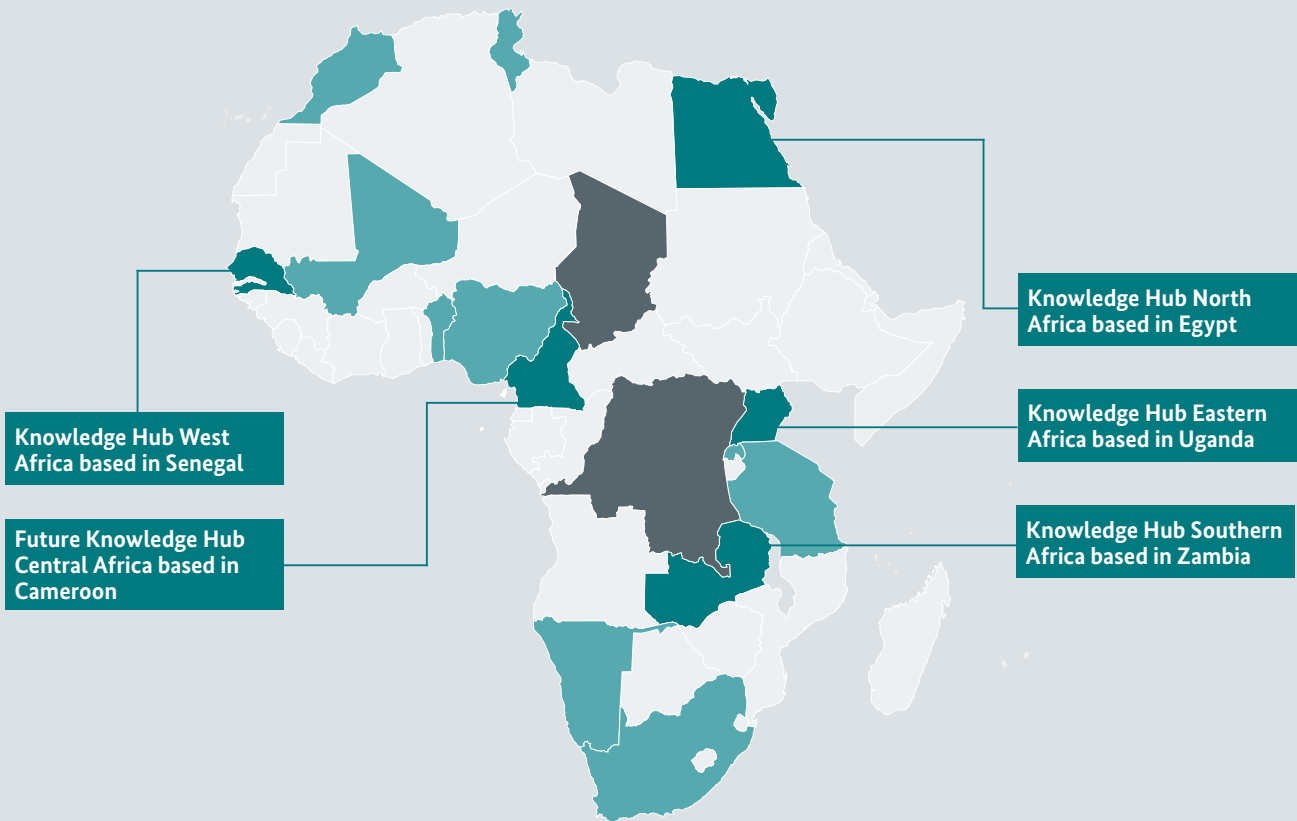 Knowledge Hub North
Africa based in Egypt
Knowledge Hub Eastern
Africa based in Uganda
Knowledge Hub West
Africa based in Senegal
Knowledge Hub Southern
Africa based in Zambia
Future Knowledge Hub
Central Africa based in
Cameroon